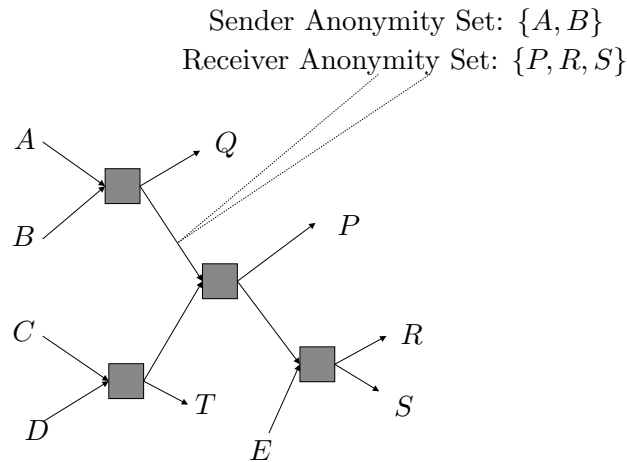 Sender Anonymity Set: {A, B}
Receiver Anonymity Set: {P, R, S}
A
Q
B
P
C
R
T
S
D
E